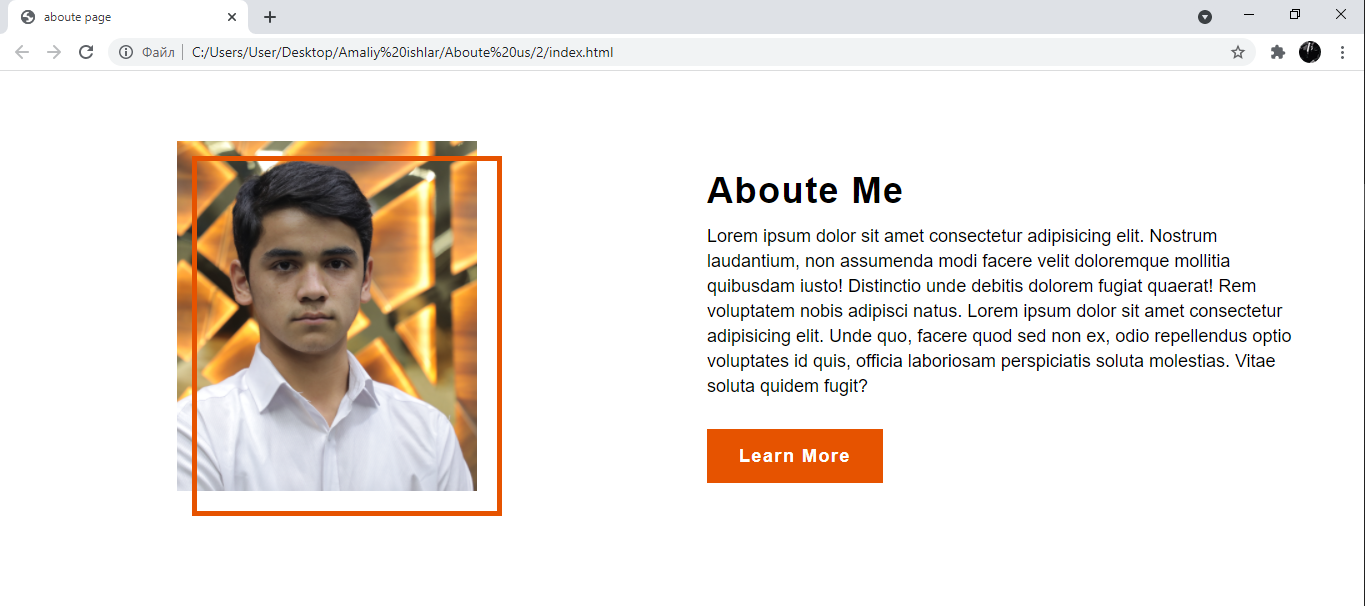 aboute page
Файл
C:/Users/User/Desktop/Amaliy%20ishlar/Aboute%20us/2/index.html
Aboute Me
Lorem ipsum dolor sit amet consectetur adipisicing elit. Nostrum
laudantium, non assumenda modi facere velit doloremque mollitia
quibusdam iusto! Distinctio unde debitis dolorem fugiat quaerat! Rem
voluptatem nobis adipisci natus. Lorem ipsum dolor sit amet consectetur
adipisicing elit. Unde quo, facere quod sed non ex, odio repellendus optio
voluptates id quis, officia laboriosam perspiciatis soluta molestias. Vitae
soluta quidem fugit?
Learn More